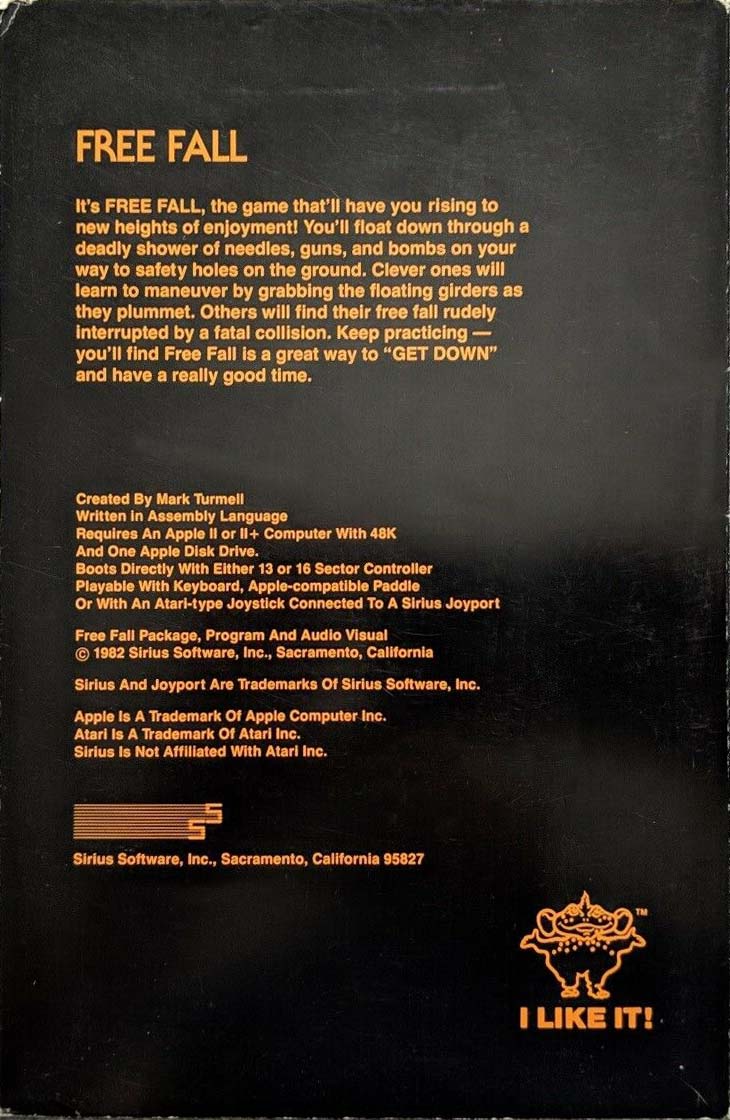 FREE FALL
It's FREE FALL, the game that'll have you rising to
new heights of enjoyment! You'll float down through a
deadly shower of needles, guns, and bombs on your
way to safety holes on the ground. Clever ones will
learn to maneuver by grabbing the floating girders as
they plummet. Others will find their free fall rudely
interrupted by a fatal collision. Keep practicing —
you'll find Free Fall is a great way to “GET DOWN”
and have a really good time.
Created By Mark Turmell
Written in Assembly Language
Requires An Apple II or II+ Computer With 48K
And One Apple Disk Drive.
Boots Directly With Either 13 or 16 Sector Controller
Playable With Keyboard, Apple-compatible Paddle
Or With An Atari-type Joystick Connected To A Sirius Joyport
Free Fall Package, Program And Audio Visual
© 1982 Sirius Software, Inc., Sacramento, California
Sirius And Joyport Are Trademarks Of Sirius Software, Inc.
Apple Is A Trademark Of Apple Computer Inc.
Atari Is A Trademark Of Atari Inc.
Sirius Is Not Affiliated With Atari Inc.
SS
Sirius Software, Inc., Sacramento, California 95827
TM
I LIKE IT!